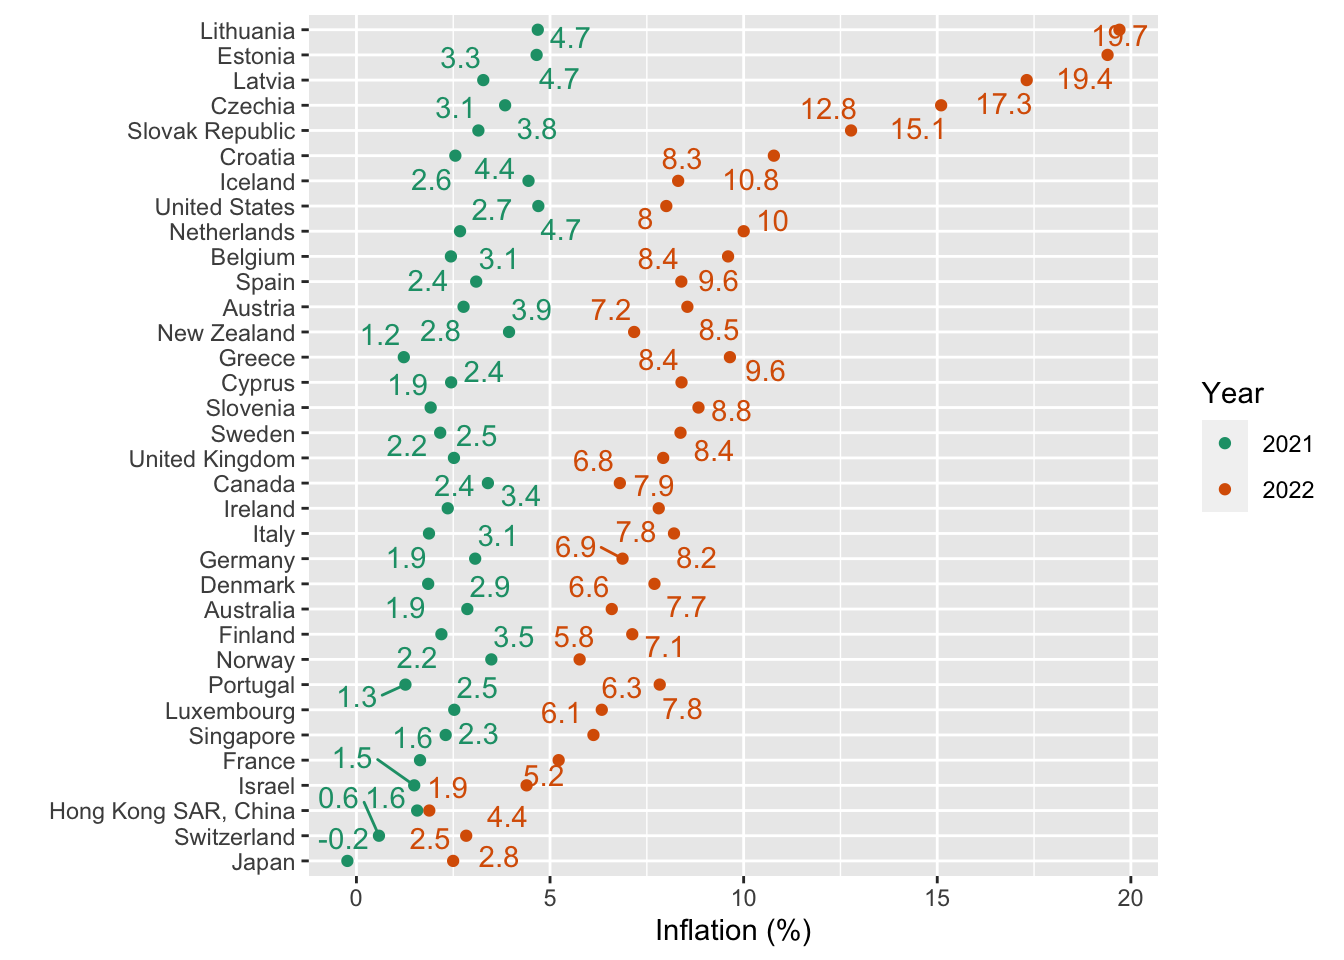 Lithuania 4.7 19.7
Estonia 3.3 4.7 19.4
Latvia 3.1 12.8 17.3
Czechia 3.8 15.1
Slovak Republic
Croatia 4.4 8.3
Iceland 2.6 10.8
United States 2.7 8 10
Netherlands 4.7
Belgium 3.1 8.4
Spain 2.4 9.6
Austria 3.9 7.2
New Zealand 1.2 2.8 8.5
Greece 2.4 8.4 9.6
Cyprus 1.9
Slovenia 8.8
Sweden 2.2 2.5 8.4
United Kingdom 6.8
Canada 2.4 3.4 7.9
Ireland
Italy 3.1 7.8
Germany 1.9 6.9 8.2
Denmark 2.9 6.6
Australia 1.9 7.7
Finland 3.5 5.8 7.1
Norway 2.2
Portugal 1.3 2.5 6.3
Luxembourg 6.1 7.8
Singapore 1.6 2.3
France 1.5 5.2
Israel 0.6 1.6 1.9
Hong Kong SAR, China 4.4
Switzerland -0.2 2.5
Japan 2.8
0 5 10 15 20
Inflation (%)
Year
2021
2022